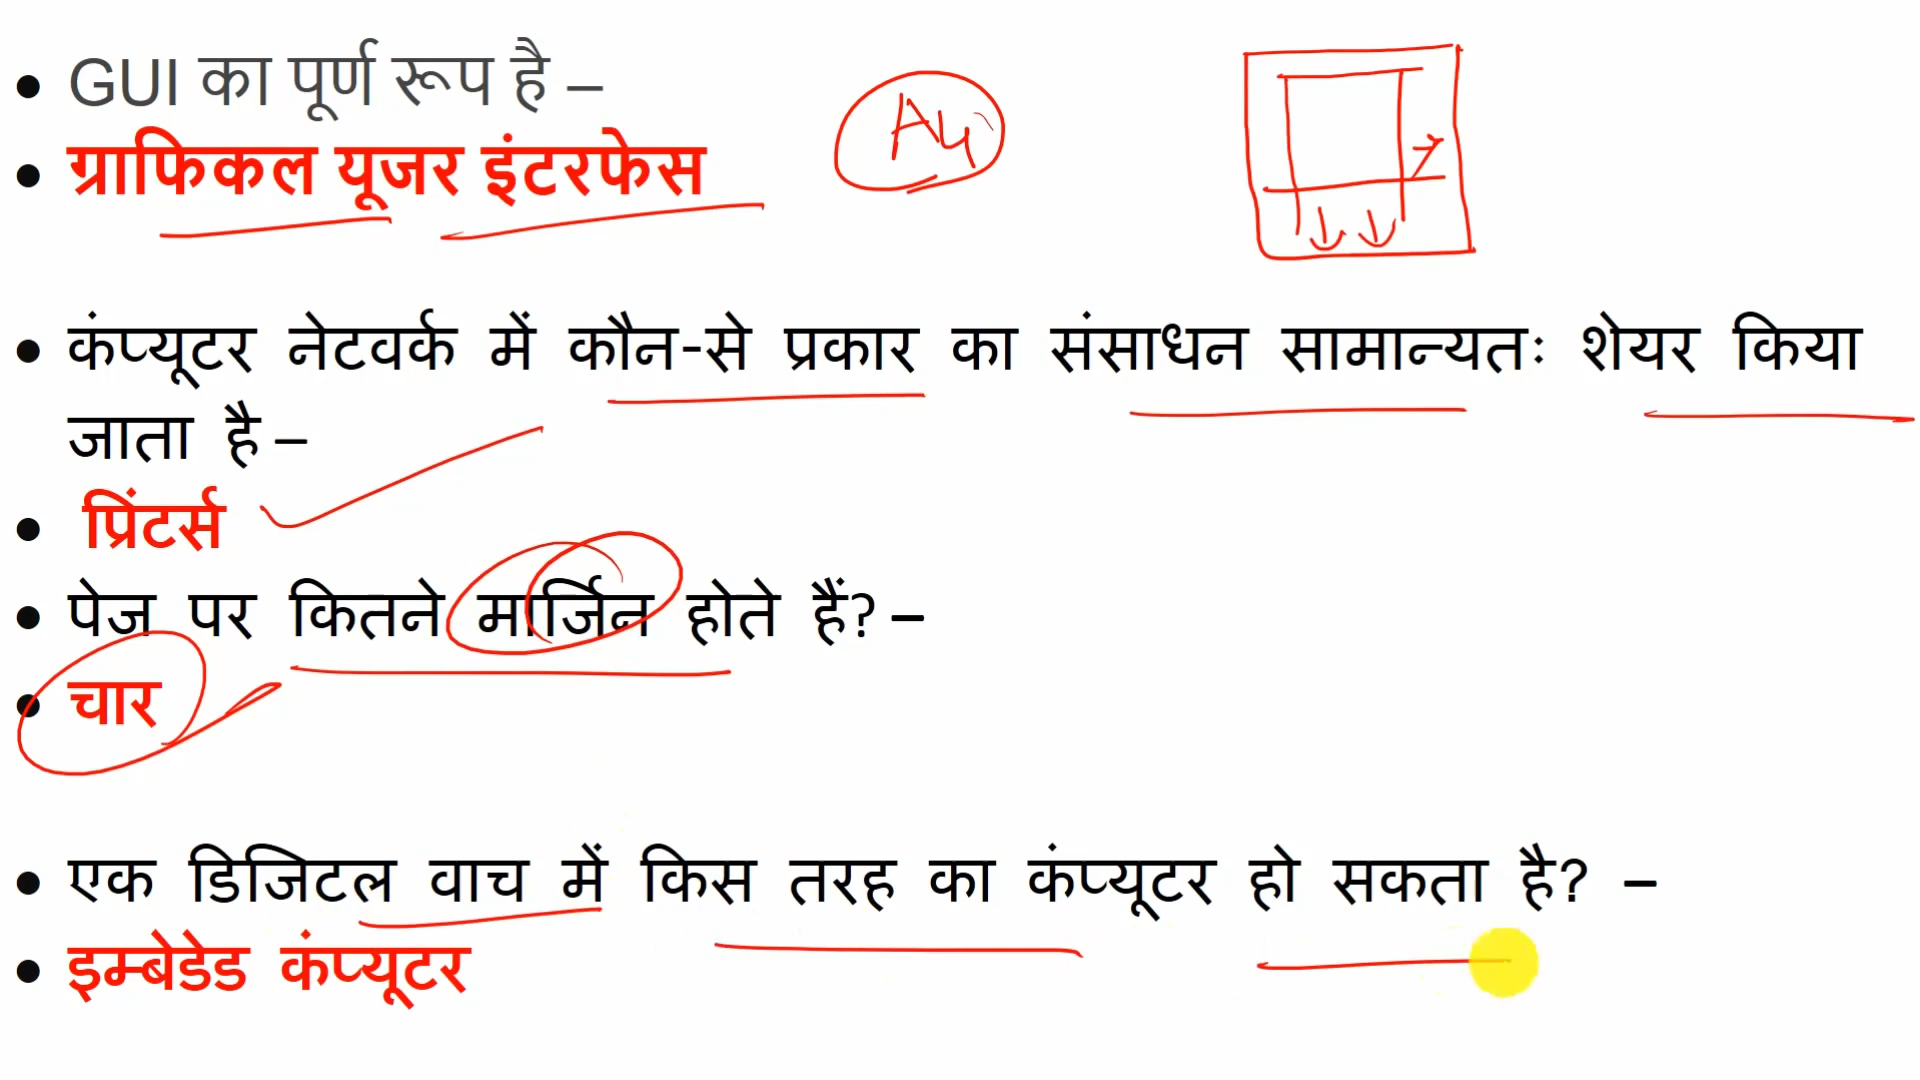 • GUI का पूर्ण रूप है –
• ग्राफिकल यूजर इंटरफेस
A4
• कंप्यूटर नेटवर्क में कौन-से प्रकार का संसाधन सामान्यतः शेयर किया
जाता है –
• प्रिंटर्स
• पेज पर कितने मार्जिन होते हैं? –
• चार
• एक डिजिटल वाच में किस तरह का कंप्यूटर हो सकता है? –
• इम्बेडेड कंप्यूटर